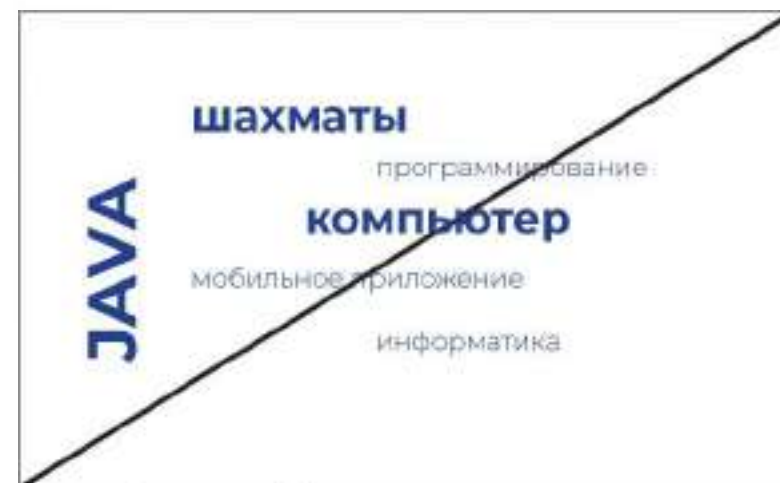 шахматы
программирование
компьютер
JAVA
мобильное приложение
информатика